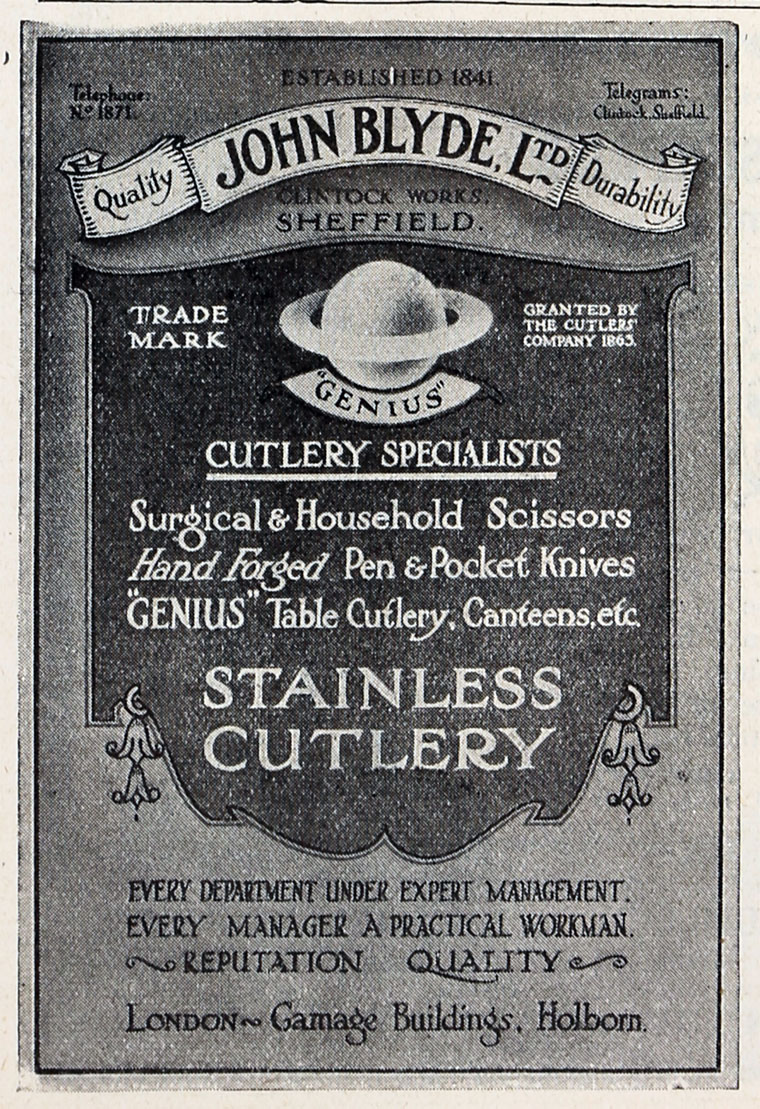 ESTABLISHED 1841.
Telephone:
Nº 1871.
Telegrams:
Clintock, Sheffield.
JOHN BLYDE, LTD
Quality
Durability
CLINTOCK WORKS,
SHEFFIELD.
TRADE
MARK
GRANTED BY
THE CUTLERS'
COMPANY 1863.
"GENIUS"
CUTLERY SPECIALISTS
Surgical & Household Scissors
Hand Forged Pen & Pocket Knives
"GENIUS" Table Cutlery, Canteens, etc.
STAINLESS
CUTLERY
EVERY DEPARTMENT UNDER EXPERT MANAGEMENT.
EVERY MANAGER A PRACTICAL WORKMAN.
REPUTATION QUALITY
LONDON~ Gamage Buildings, Holborn.